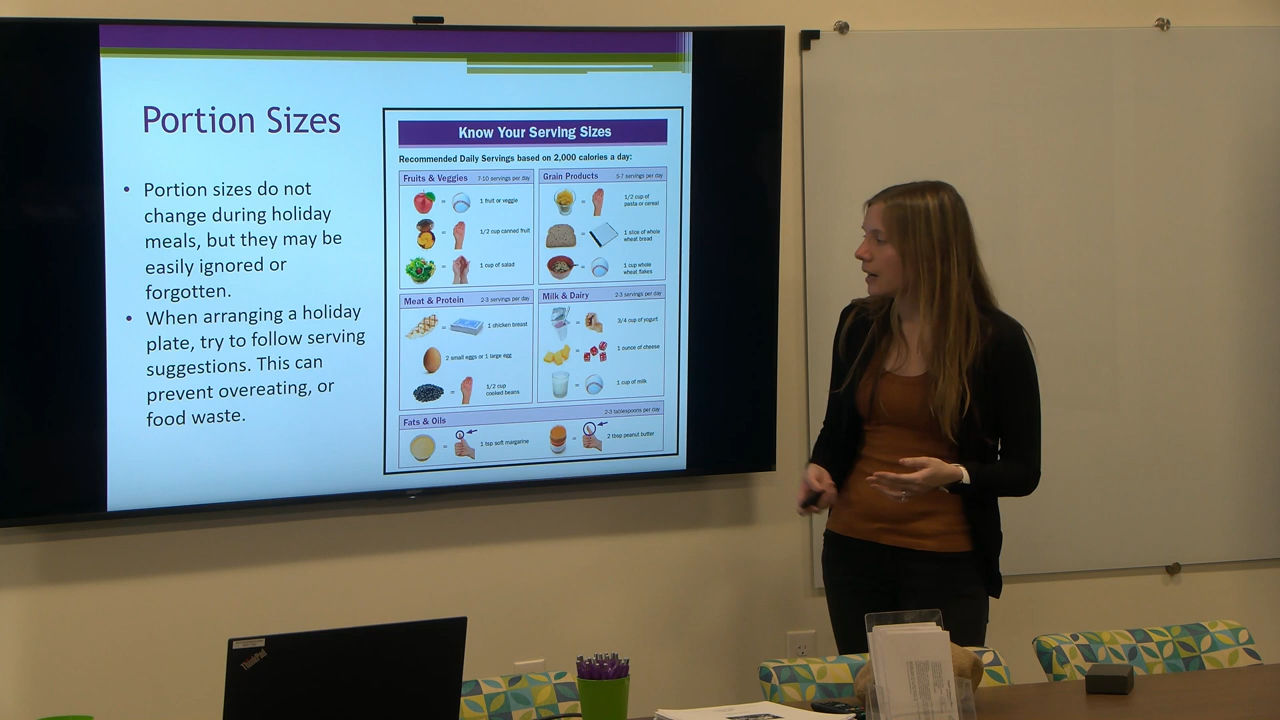 Portion Sizes
• Portion sizes do not
change during holiday
meals, but they may be
easily ignored or
forgotten.
• When arranging a holiday
plate, try to follow serving
suggestions. This can
prevent overeating, or
food waste.
Know Your Serving Sizes
Recommended Daily Servings based on 2,000 calories a day:
Fruits & Veggies 7-10 servings per day
= 1 fruit or veggie
= 1/2 cup canned fruit
= 1 cup of salad
Grain Products 5-7 servings per day
= 1/2 cup of
pasta or cereal
= 1 slice of whole
wheat bread
= 1 cup whole
wheat flakes
Meat & Protein 2-3 servings per day
= 1 chicken breast
2 small eggs or 1 large egg
= 1/2 cup
cooked beans
Milk & Dairy 2-3 servings per day
= 3/4 cup of yogurt
= 1 ounce of cheese
= 1 cup of milk
Fats & Oils 2-3 tablespoons per day
= 1 tsp soft margarine
= 2 tbsp peanut butter
ThinkPad